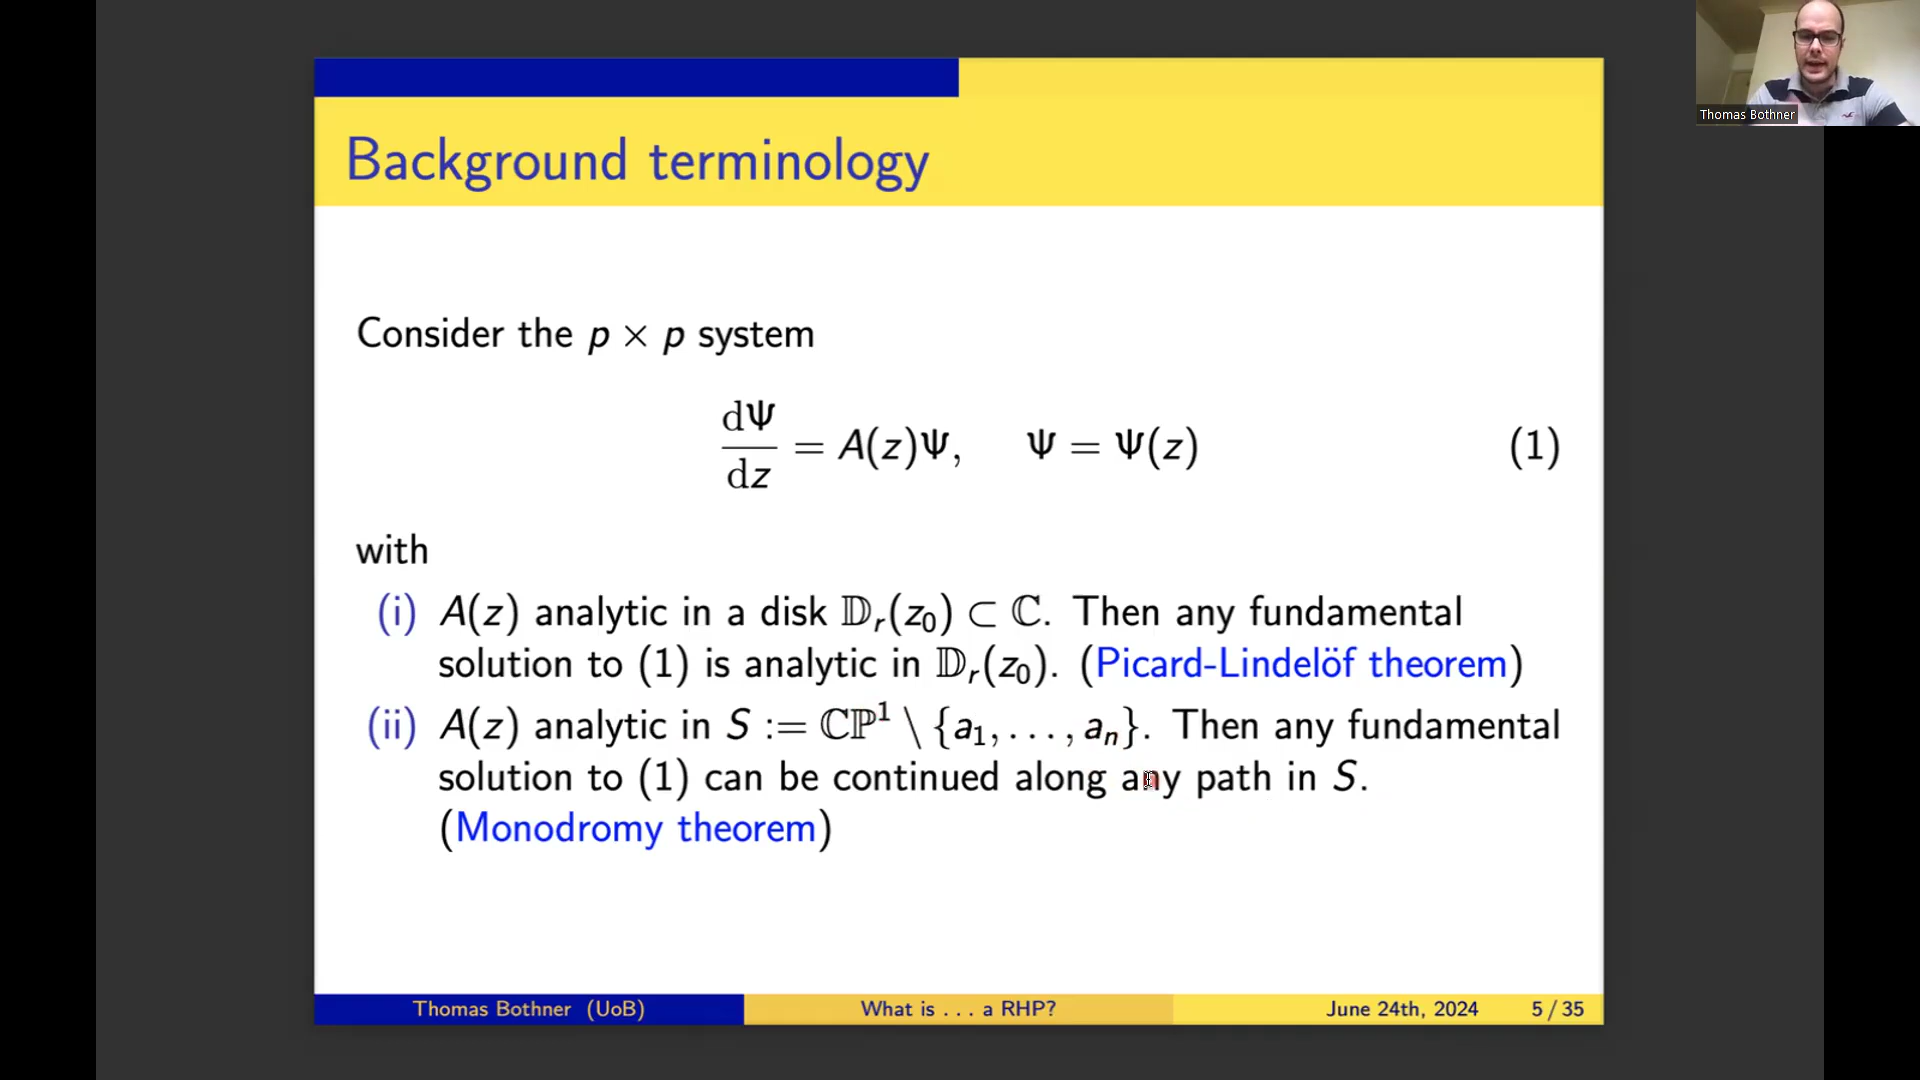 Thomas Bothner
Background terminology
Consider the p × p system
dΨ/dz = A(z)Ψ, Ψ = Ψ(z) (1)
with
(i) A(z) analytic in a disk 𝔻ᵣ(z₀) ⊂ ℂ. Then any fundamental
solution to (1) is analytic in 𝔻ᵣ(z₀). (Picard-Lindelöf theorem)
(ii) A(z) analytic in S := ℂℙ¹ \ {a₁, . . . , aₙ}. Then any fundamental
solution to (1) can be continued along any path in S.
(Monodromy theorem)
Thomas Bothner (UoB) What is . . . a RHP? June 24th, 2024 5 / 35